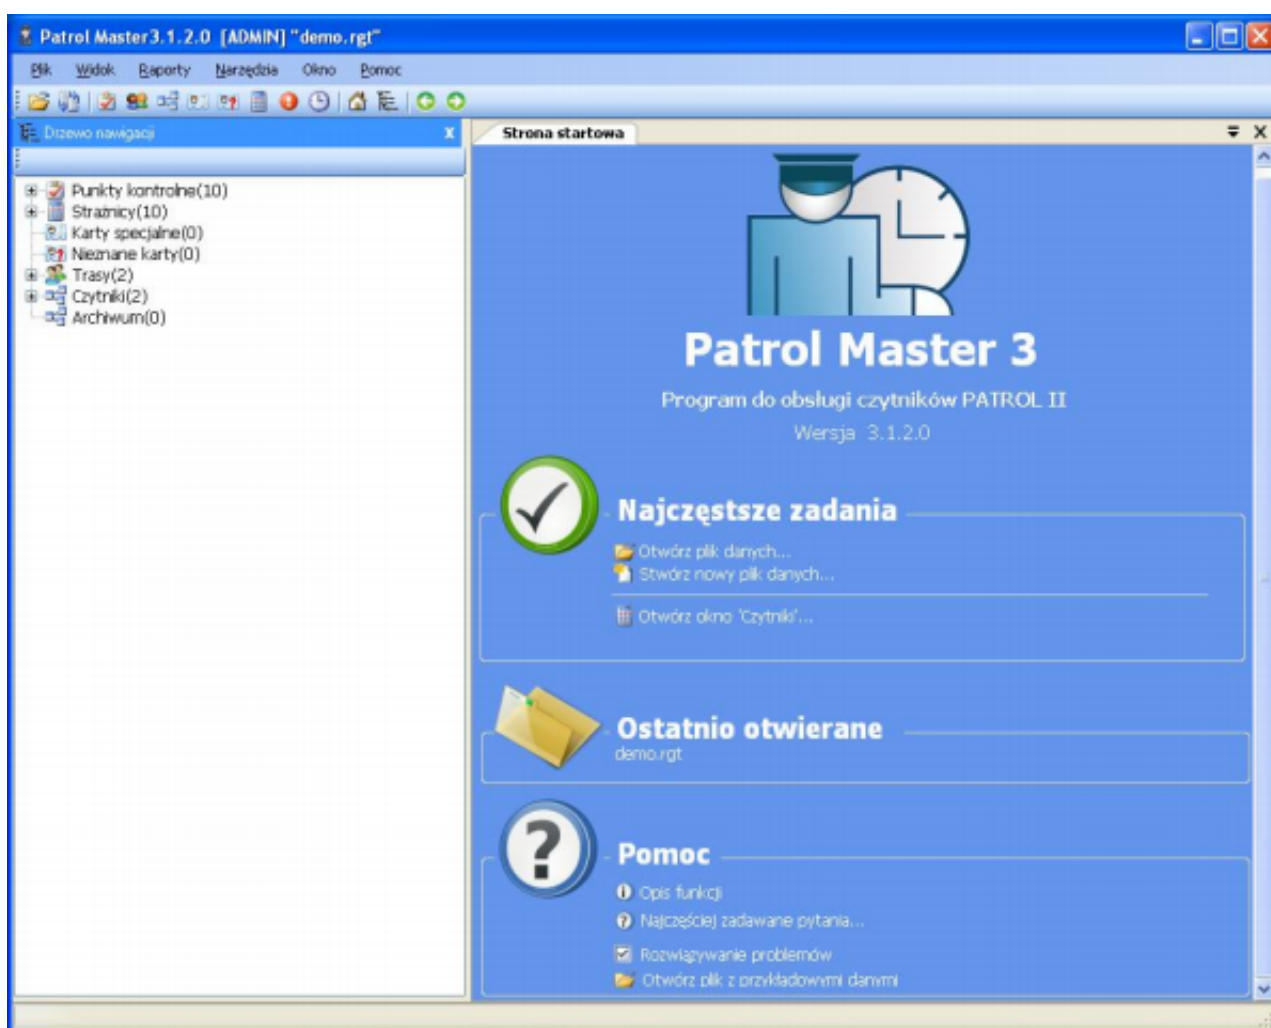 Patrol Master3.1.2.0 [ADMIN] "demo.rgt"
Plik Widok Raporty Narzędzia Okno Pomoc
Drzewo nawigacji
Strona startowa
Punkty kontrolne(10)
Strażnicy(10)
Karty specjalne(0)
Nieznane karty(0)
Trasy(2)
Czytniki(2)
Archiwum(0)
Patrol Master 3
Program do obsługi czytników PATROL II
Wersja 3.1.2.0
Najczęstsze zadania
Otwórz plik danych...
Stwórz nowy plik danych...
Otwórz okno 'Czytniki'...
Ostatnio otwierane
demo.rgt
Pomoc
Opis funkcji
Najczęściej zadawane pytania...
Rozwiązywanie problemów
Otwórz plik z przykładowymi danymi